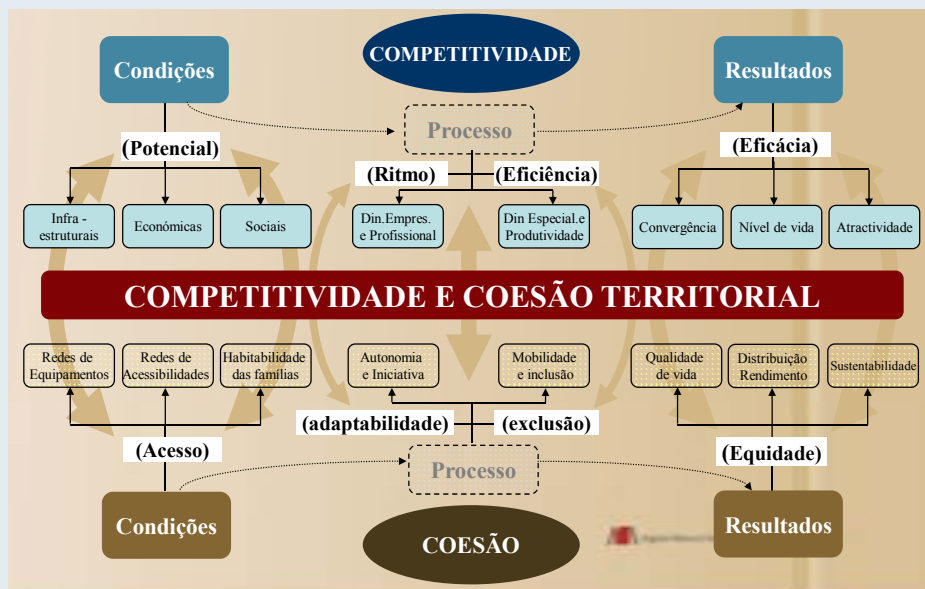 COMPETITIVIDADE
Condições
Resultados
Processo
(Potencial)
(Ritmo)
(Eficiência)
(Eficácia)
Infra -
estruturais
Económicas
Sociais
Din.Empres.
e Profissional
Din Especial.e
Produtividade
Convergência
Nível de vida
Atractividade
COMPETITIVIDADE E COESÃO TERRITORIAL
Redes de
Equipamentos
Redes de
Acessibilidades
Habitabilidade
das famílias
Autonomia
e Iniciativa
Mobilidade
e inclusão
Qualidade
de vida
Distribuição
Rendimento
Sustentabilidade
(adaptabilidade)
(exclusão)
(Acesso)
(Equidade)
Processo
Condições
Resultados
COESÃO